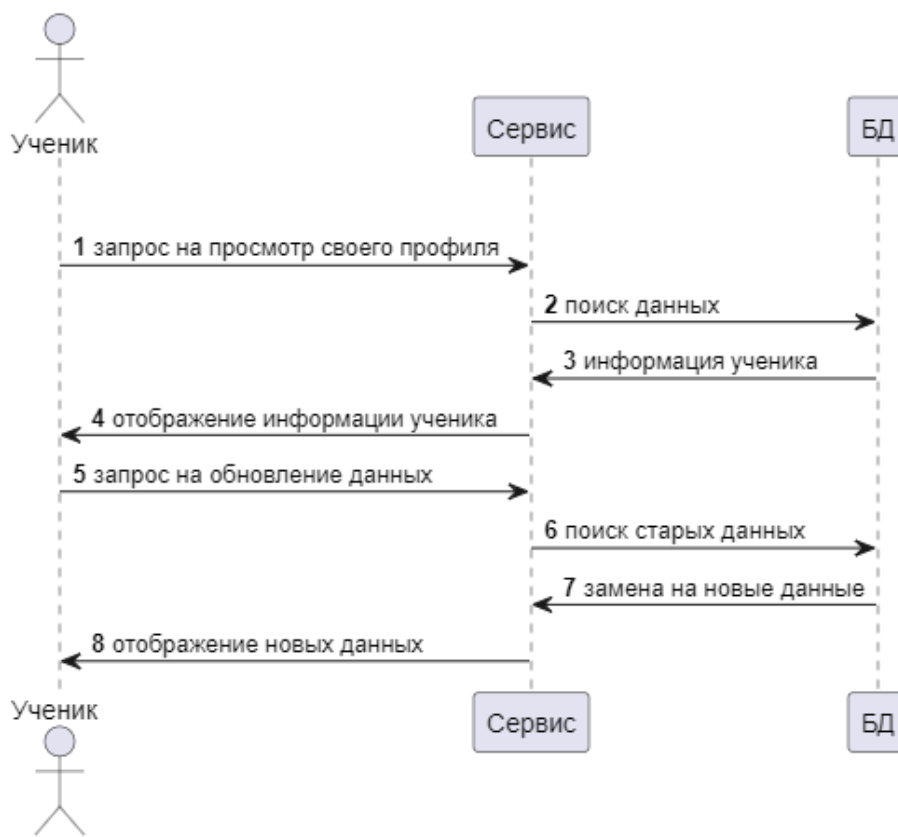 Ученик
Сервис
БД
1 запрос на просмотр своего профиля
2 поиск данных
3 информация ученика
4 отображение информации ученика
5 запрос на обновление данных
6 поиск старых данных
7 замена на новые данные
8 отображение новых данных
Ученик
Сервис
БД